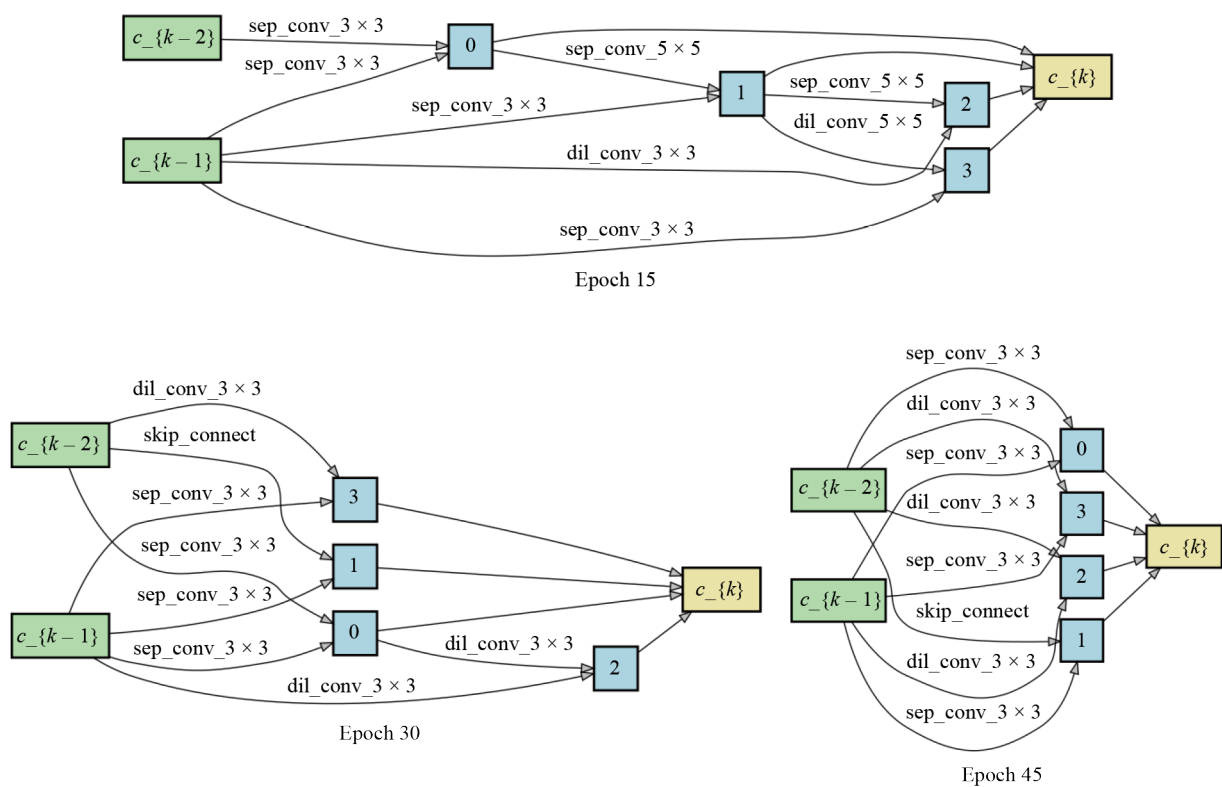 sep_conv_3 × 3
c_{k – 2}
0
sep_conv_5 × 5
sep_conv_3 × 3
c_{k}
sep_conv_5 × 5
1
2
sep_conv_3 × 3
dil_conv_5 × 5
c_{k – 1}
dil_conv_3 × 3
3
sep_conv_3 × 3
Epoch 15
dil_conv_3 × 3
skip_connect
c_{k – 2}
sep_conv_3 × 3
3
sep_conv_3 × 3
1
sep_conv_3 × 3
c_{k}
c_{k – 1}
0
sep_conv_3 × 3
dil_conv_3 × 3
2
dil_conv_3 × 3
Epoch 30
sep_conv_3 × 3
dil_conv_3 × 3
0
sep_conv_3 × 3
c_{k – 2}
dil_conv_3 × 3
3
c_{k}
sep_conv_3 × 3
2
c_{k – 1}
skip_connect
1
dil_conv_3 × 3
sep_conv_3 × 3
Epoch 45